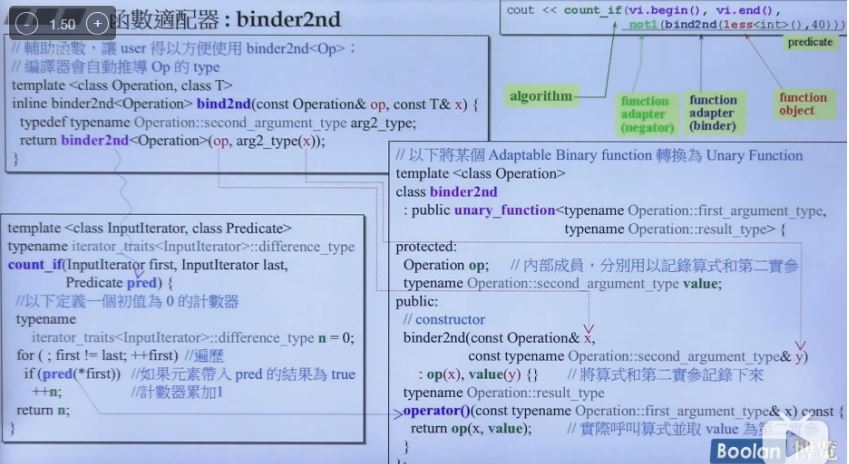 - 1.50 +
函數適配器 : binder2nd
cout << count_if(vi.begin(), vi.end(),
not1(bind2nd(less<int>(),40)));
predicate
algorithm
function
adapter
(negator)
function
adapter
(binder)
function
object
// 輔助函數，讓 user 得以方便使用 binder2nd<Op>；
// 編譯器會自動推導 Op 的 type
template <class Operation, class T>
inline binder2nd<Operation> bind2nd(const Operation& op, const T& x) {
typedef typename Operation::second_argument_type arg2_type;
return binder2nd<Operation>(op, arg2_type(x));
}
template <class InputIterator, class Predicate>
typename iterator_traits<InputIterator>::difference_type
count_if(InputIterator first, InputIterator last,
Predicate pred) {
//以下定義一個初值為 0 的計數器
typename
iterator_traits<InputIterator>::difference_type n = 0;
for ( ; first != last; ++first) //遍歷
if (pred(*first)) //如果元素帶入 pred 的結果為 true
++n; //計數器累加1
return n;
}
// 以下將某個 Adaptable Binary function 轉換為 Unary Function
template <class Operation>
class binder2nd
: public unary_function<typename Operation::first_argument_type,
typename Operation::result_type> {
protected:
Operation op; // 內部成員，分別用以記錄算式和第二實參
typename Operation::second_argument_type value;
public:
// constructor
binder2nd(const Operation& x,
const typename Operation::second_argument_type& y)
: op(x), value(y) {} // 將算式和第二實參記錄下來
typename Operation::result_type
operator()(const typename Operation::first_argument_type& x) const {
return op(x, value); // 實際呼叫算式並取 value 為第二實參
}
};
Boolan 博览